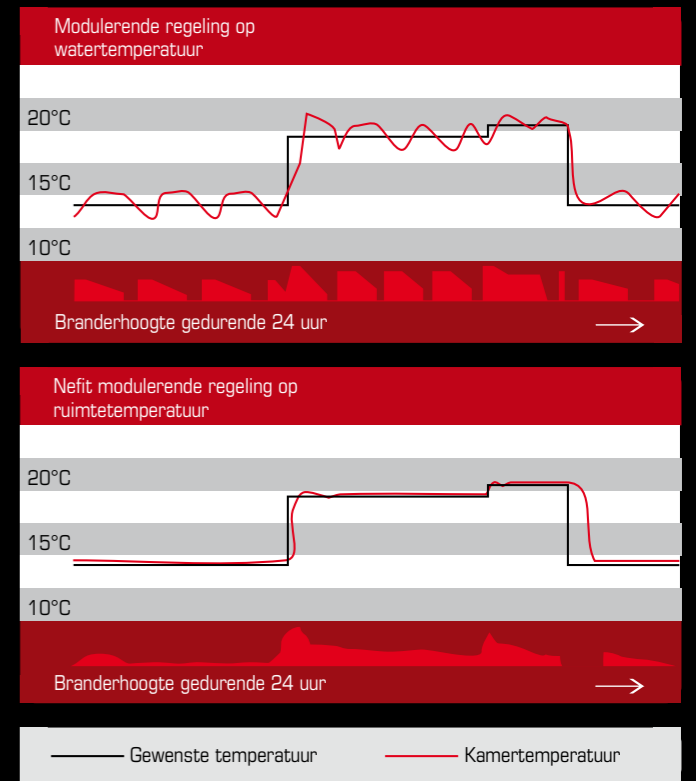 Modulerende regeling op
watertemperatuur
20°C
15°C
10°C
Branderhoogte gedurende 24 uur
Nefit modulerende regeling op
ruimtetemperatuur
20°C
15°C
10°C
Branderhoogte gedurende 24 uur
Gewenste temperatuur Kamertemperatuur